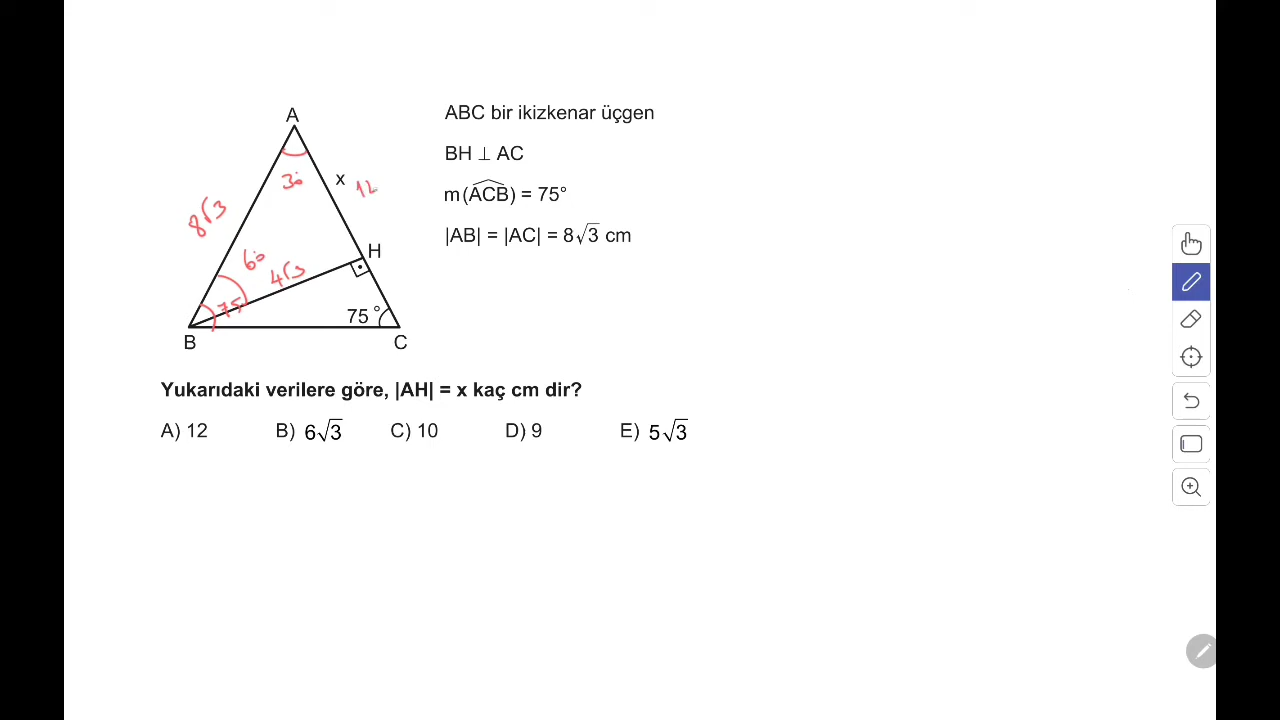 A
ABC bir ikizkenar üçgen
BH ⊥ AC
30
x
12
m(ACB) = 75°
8√3
|AB| = |AC| = 8√3 cm
H
60
4√3
75
75°
B
C
Yukarıdaki verilere göre, |AH| = x kaç cm dir?
A) 12 B) 6√3 C) 10 D) 9 E) 5√3